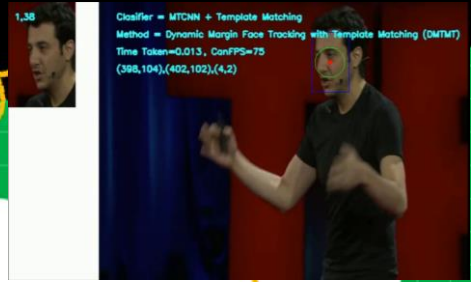 1,38
Clasifier = MTCNN + Template Matching
Method = Dynamic Margin Face Tracking with Template Matching (DMTMT)
Time Taken=0.013, CanFPS=75
(398,104),(402,102),(4,2)